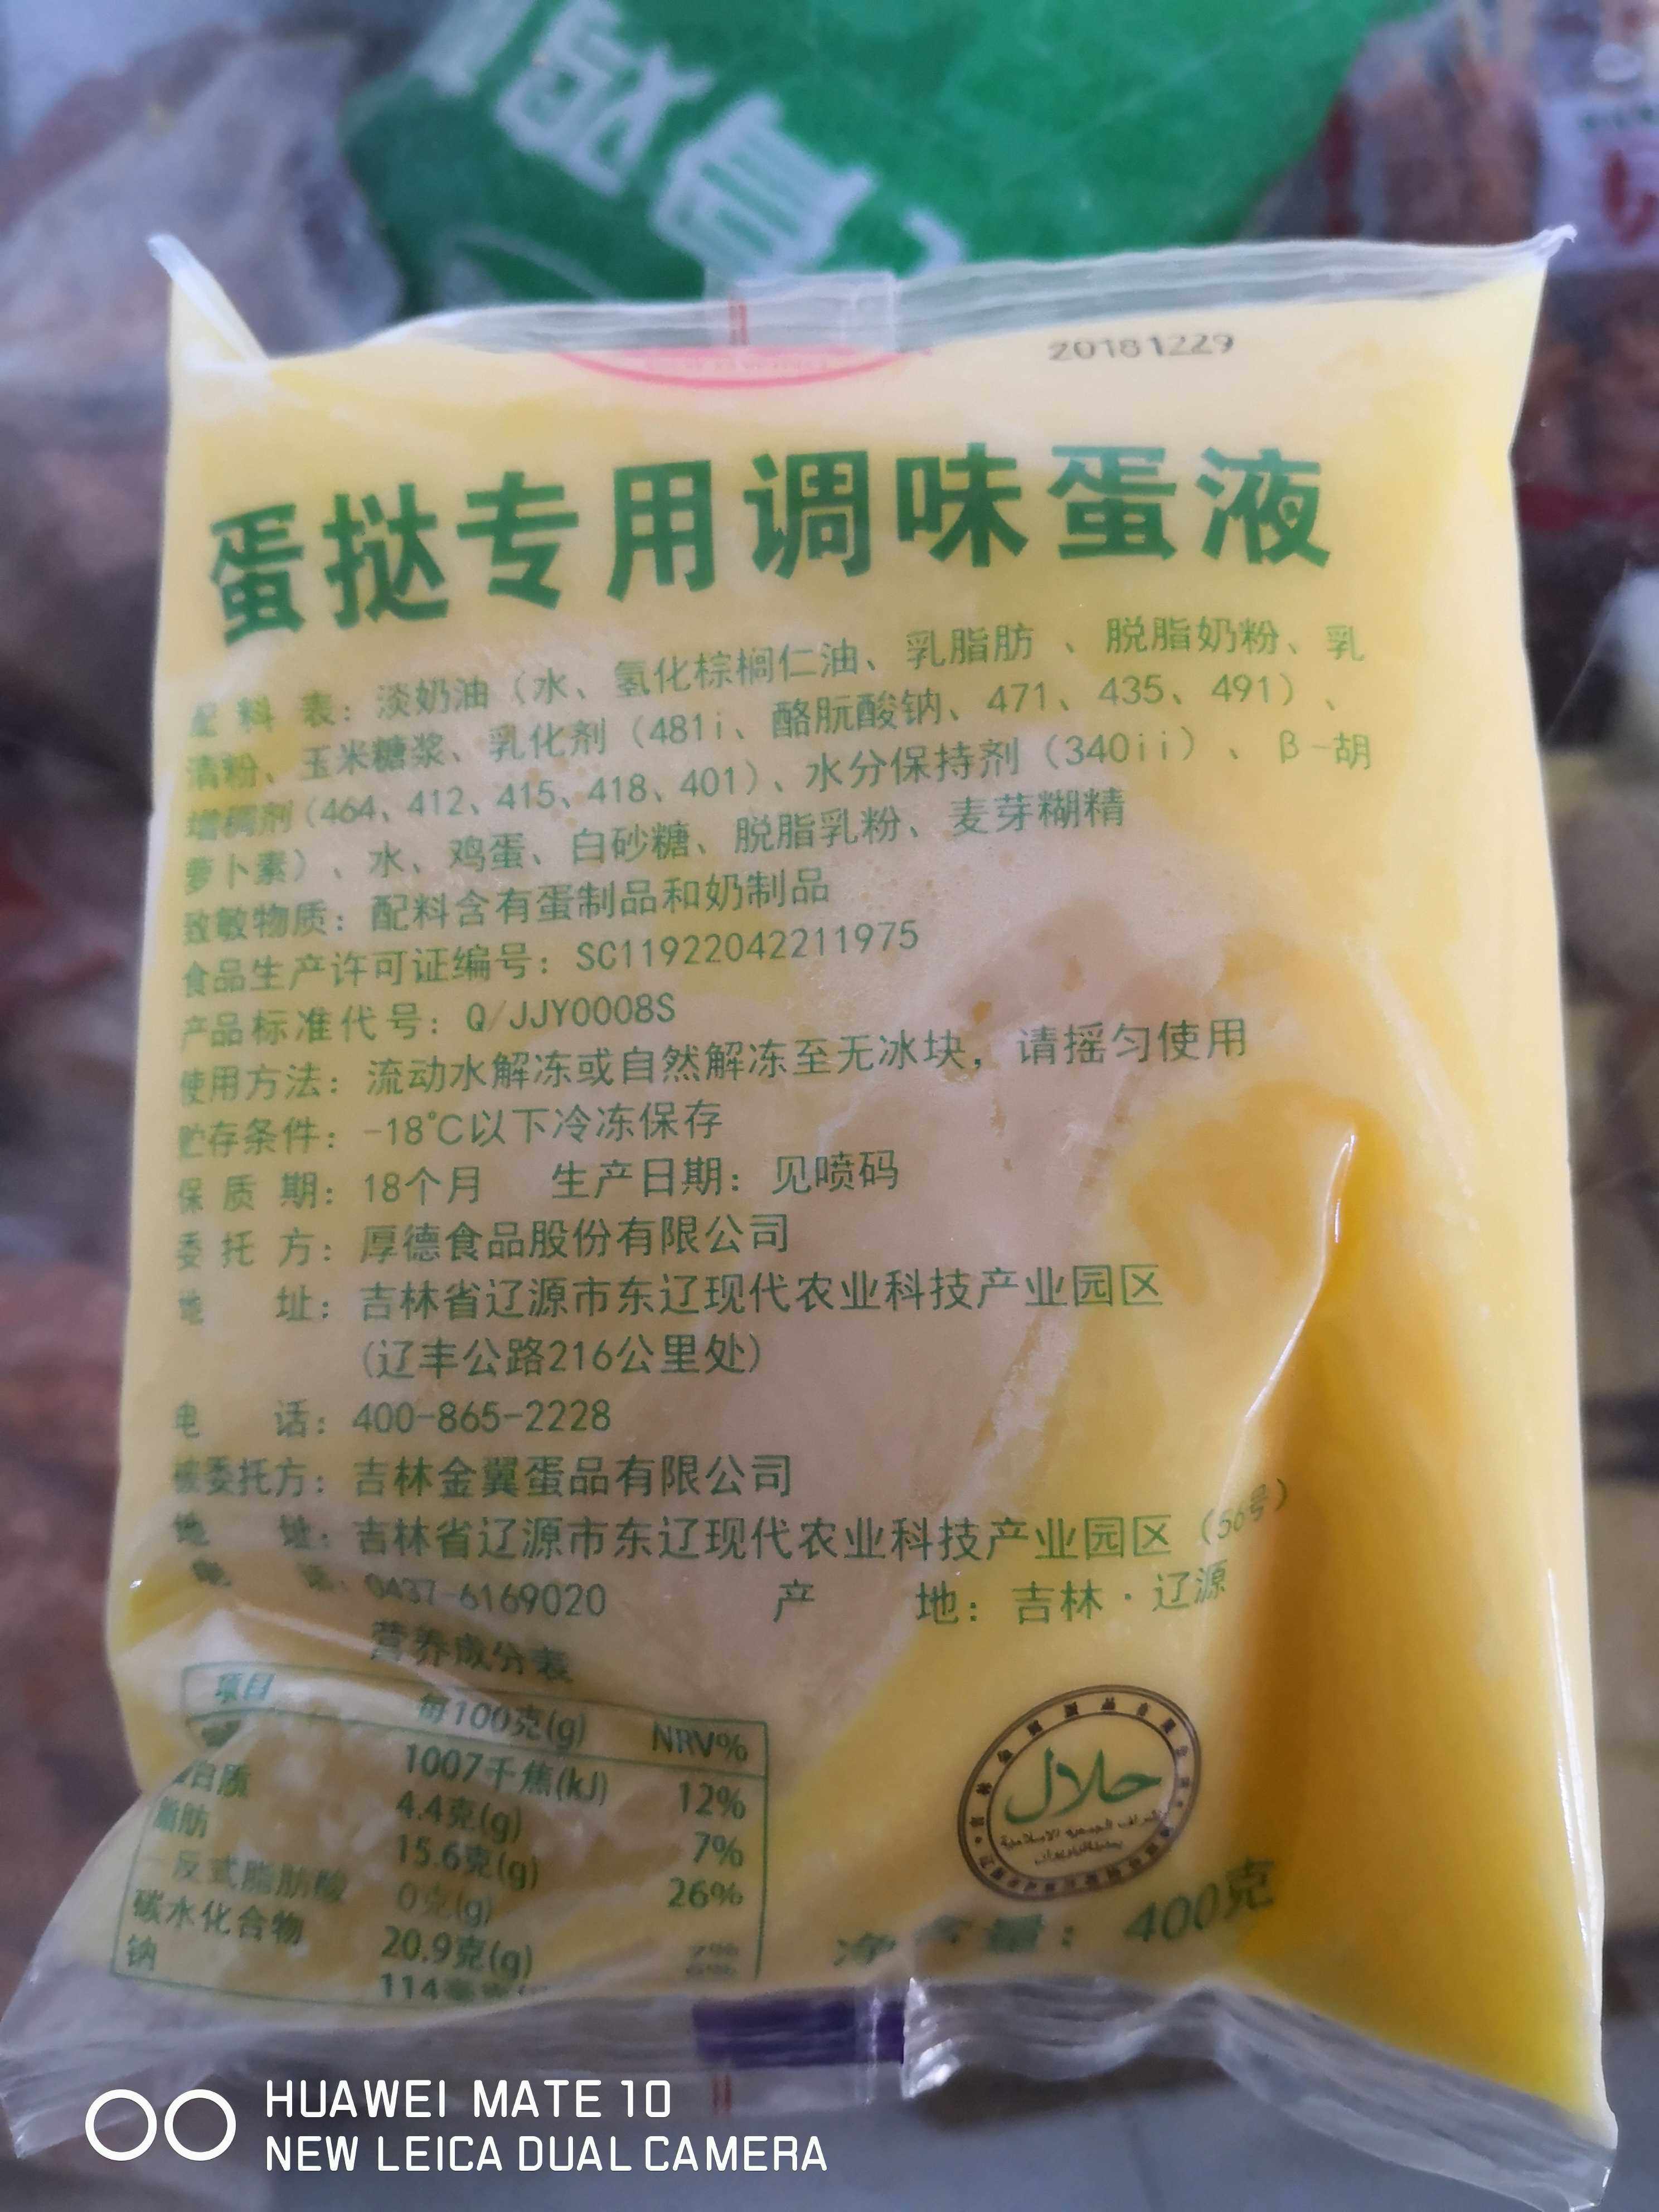 20181229
蛋挞专用调味蛋液
配料表：淡奶油（水、氢化棕榈仁油、乳脂肪、脱脂奶粉、乳
清粉、玉米糖浆、乳化剂（481i、酪朊酸钠、471、435、491）、
增稠剂（464、412、415、418、401）、水分保持剂（340ii）、β-胡
萝卜素）、水、鸡蛋、白砂糖、脱脂乳粉、麦芽糊精
致敏物质：配料含有蛋制品和奶制品
食品生产许可证编号：SC11922042211975
产品标准代号：Q/JJY0008S
使用方法：流动水解冻或自然解冻至无冰块，请摇匀使用
贮存条件：-18℃以下冷冻保存
保质期：18个月 生产日期：见喷码
委托方：厚德食品股份有限公司
地址：吉林省辽源市东辽现代农业科技产业园区
(辽丰公路216公里处)
电话：400-865-2228
被委托方：吉林金翼蛋品有限公司
地址：吉林省辽源市东辽现代农业科技产业园区（56号）
电话：0437-6169020 产地：吉林·辽源
营养成分表
项目 每100克(g) NRV%
1007千焦(kJ) 12%
蛋白质 4.4克(g) 7%
脂肪 15.6克(g) 26%
-反式脂肪酸 0克(g)
碳水化合物 20.9克(g) 7%
钠 114毫克 6%
حلال
净含量：400克
HUAWEI MATE 10
NEW LEICA DUAL CAMERA